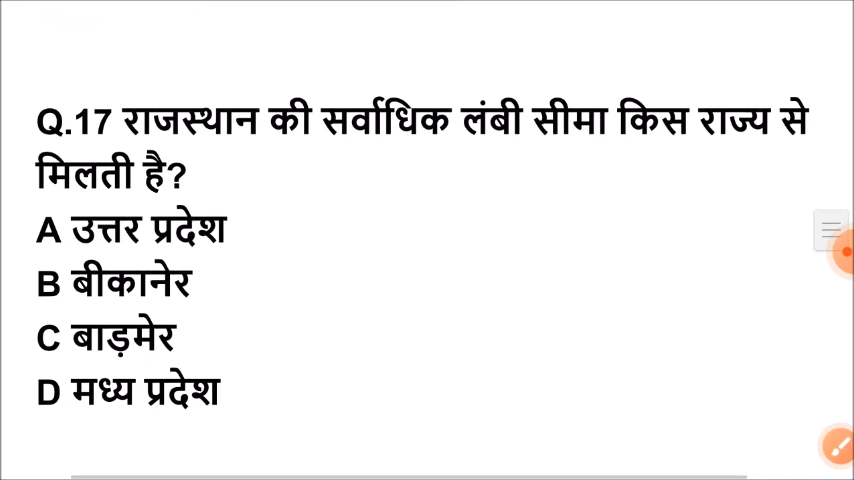 Q.17 राजस्थान की सर्वाधिक लंबी सीमा किस राज्य से
मिलती है?
A उत्तर प्रदेश
B बीकानेर
C बाड़मेर
D मध्य प्रदेश